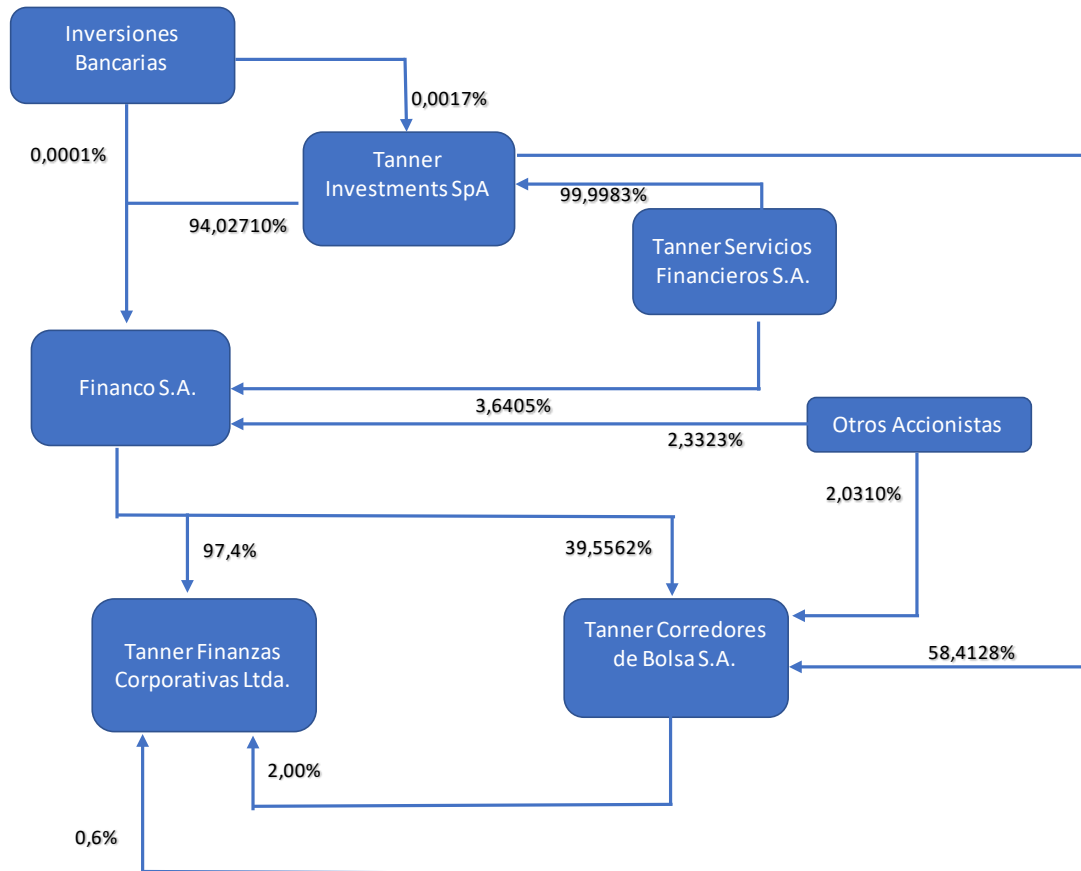 Inversiones
Bancarias
0,0017%
0,0001%
Tanner
Investments SpA
99,9983%
94,02710%
Tanner Servicios
Financieros S.A.
Financo S.A.
3,6405%
Otros Accionistas
2,3323%
2,0310%
97,4%
39,5562%
Tanner Finanzas
Corporativas Ltda.
Tanner Corredores
de Bolsa S.A.
58,4128%
2,00%
0,6%